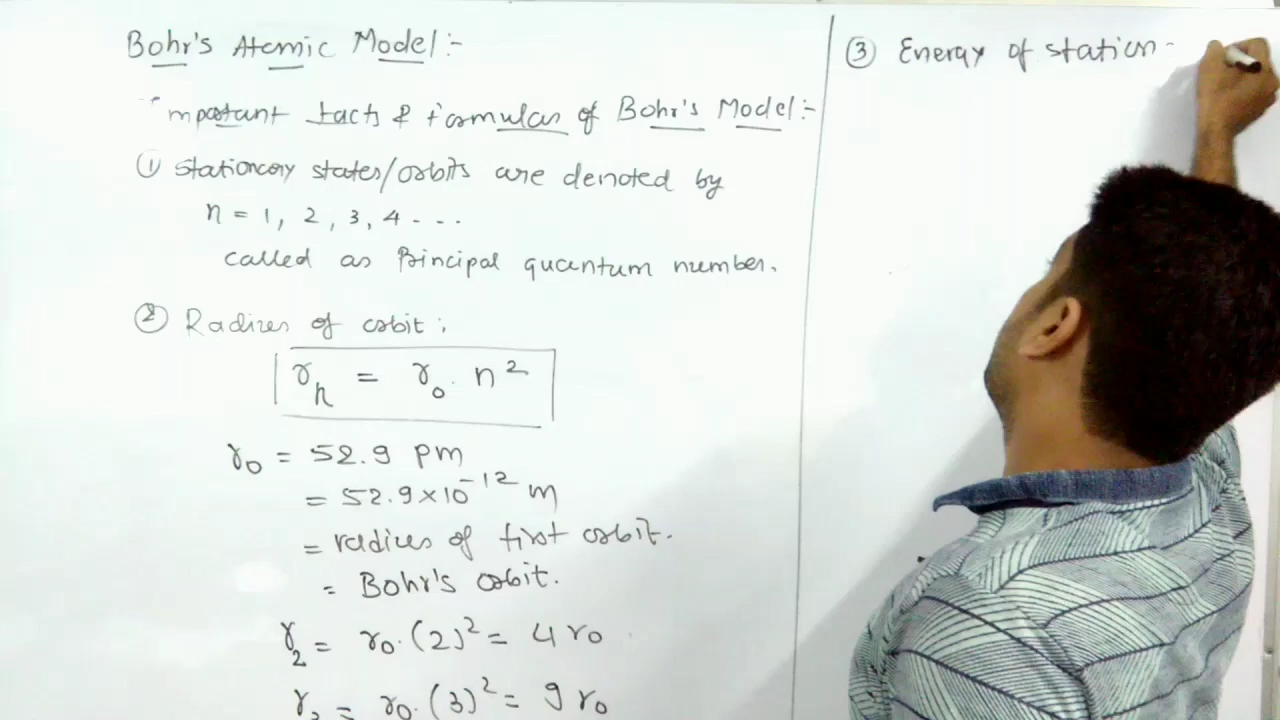 Bohr's Atomic Model:-
Important facts & formulas of Bohr's Model:-
① Stationary states/orbits are denoted by
n = 1, 2, 3, 4 - - -
called as Principal quantum number.
② Radius of orbit:
rₙ = r₀. n²
r₀ = 52.9 pm
= 52.9×10⁻¹² m
= radius of first orbit.
= Bohr's orbit.
r₂ = r₀.(2)² = 4 r₀
r₃ = r₀.(3)² = 9 r₀
③ Energy of station-